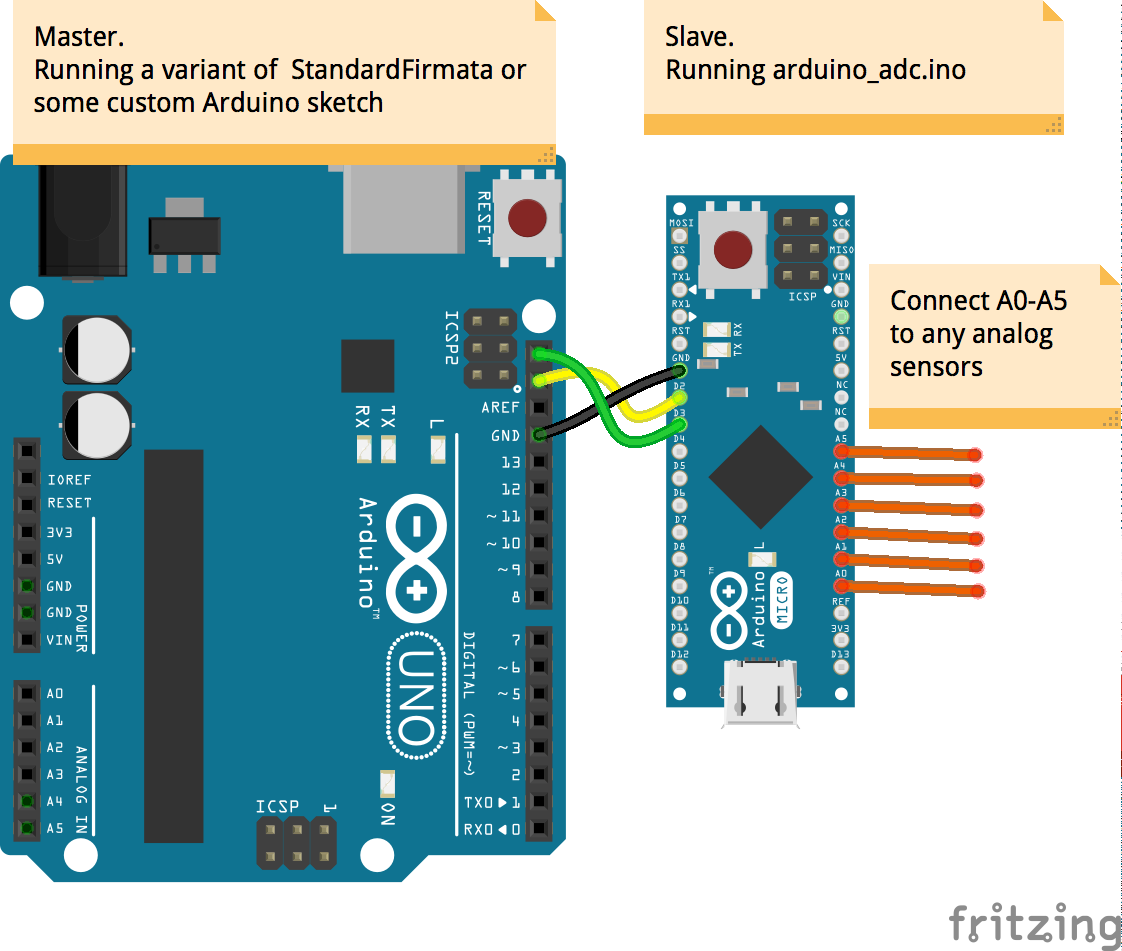 Master.
Running a variant of StandardFirmata or
some custom Arduino sketch
Slave.
Running arduino_adc.ino
Connect A0-A5
to any analog
sensors
RESET
ICSP2
AREF
GND
13
12
~ 11
~ 10
~ 9
8
7
~ 6
~ 5
4
~ 3
2
TX0 ▶ 1
RX0 ◀ 0
DIGITAL (PWM=~)
RX
TX
L
Arduino™
UNO
ON
ICSP
1
IOREF
RESET
3V3
5V
GND
GND
VIN
POWER
A0
A1
A2
A3
A4
A5
ANALOG IN
MOSI
SS
TX1
RX1
RST
GND
D2
D3
D4
D5
D6
D7
D8
D9
D10
D11
D12
SCK
MISO
VIN
GND
RST
5V
NC
NC
A5
A4
A3
A2
A1
A0
REF
3V3
D13
ICSP
RX
TX
L
Arduino™
MICRO
fritzing